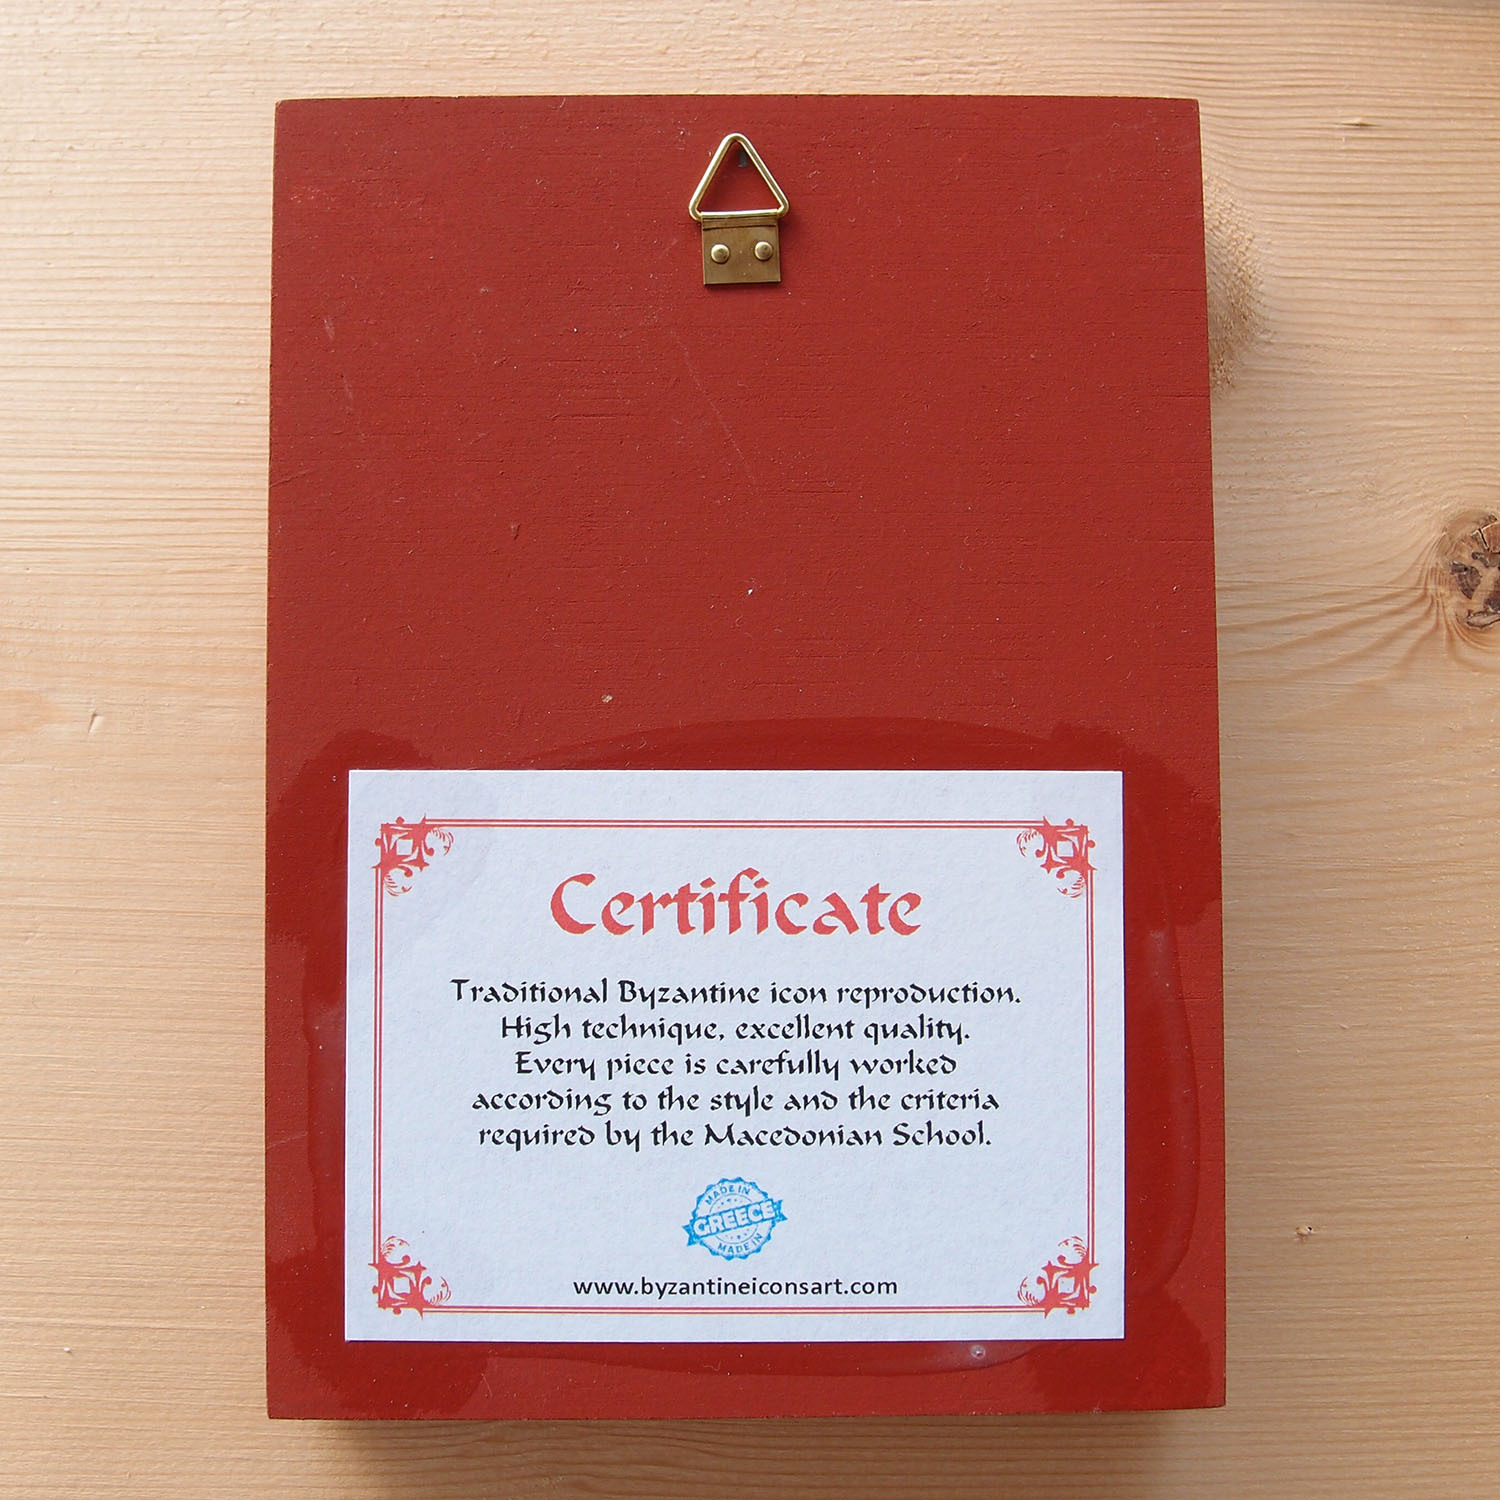 Certificate
Traditional Byzantine icon reproduction.
High technique, excellent quality.
Every piece is carefully worked
according to the style and the criteria
required by the Macedonian School.
MADE IN
GREECE
MADE IN
www.byzantineiconsart.com